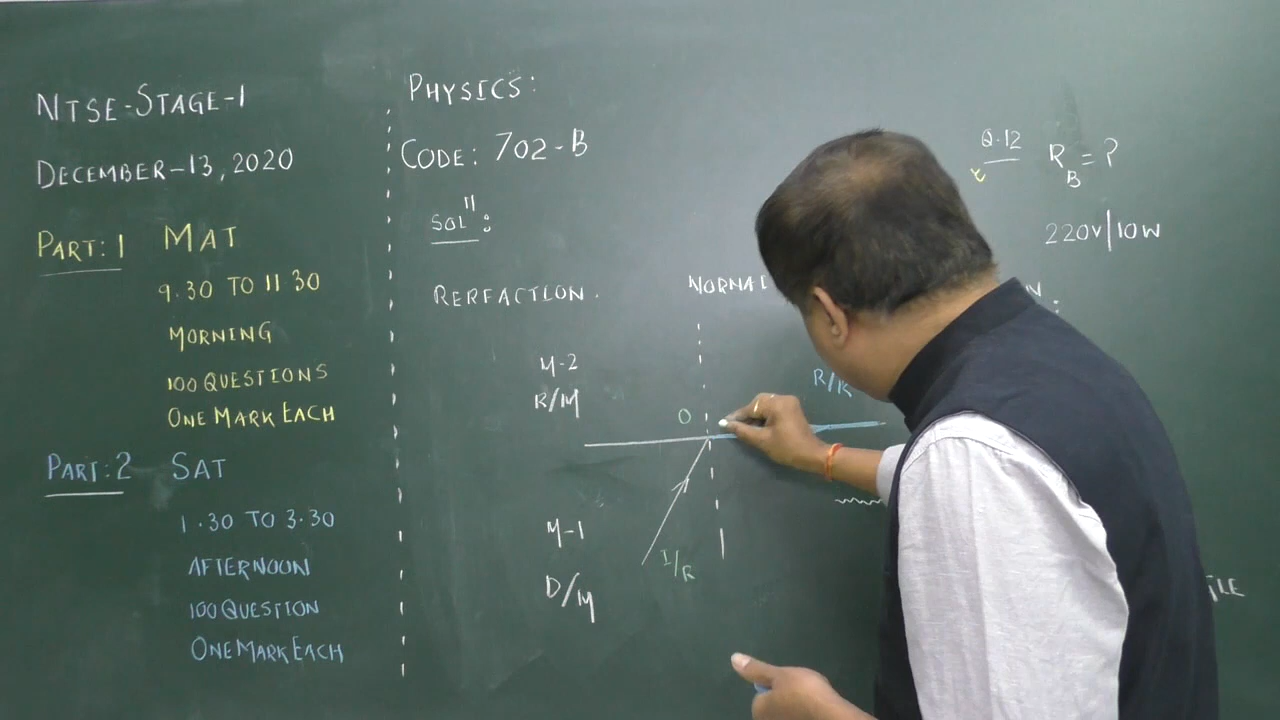 NTSE-STAGE-1
DECEMBER-13, 2020
PART: 1 MAT
9.30 TO 11 30
MORNING
100 QUESTIONS
ONE MARK EACH
PART: 2 SAT
1.30 TO 3.30
AFTERNOON
100 QUESTION
ONE MARK EACH
PHYSICS:
CODE: 702-B
SOL":
RERFACTION.
NORMAL
M-2
R/M
O
R/R
M-1
D/M
I/R
Q.12 R_B = ?
220V|10W